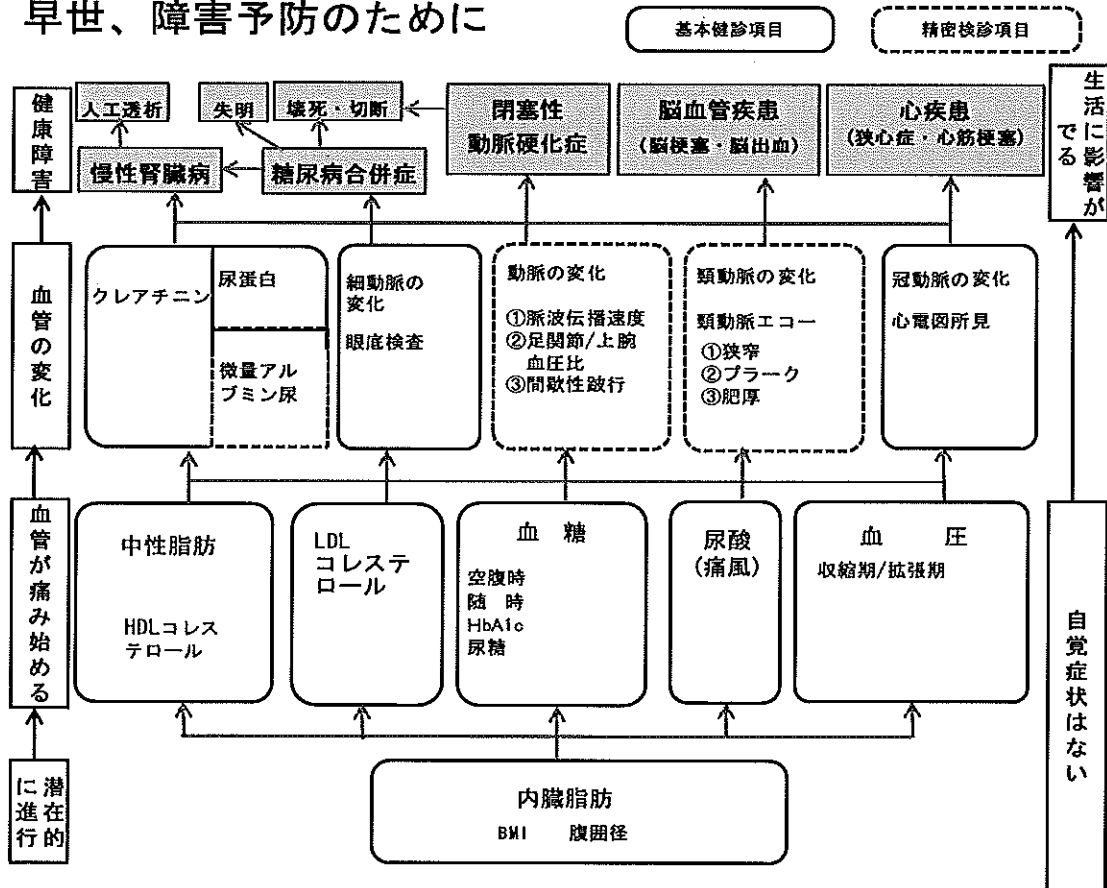 早世、障害予防のために
基本健診項目
精密検診項目
健康障害
人工透析
失明
壊死・切断
閉塞性
動脈硬化症
脳血管疾患
(脳梗塞・脳出血)
心疾患
(狭心症・心筋梗塞)
生活に影響が
でる
慢性腎臓病
糖尿病合併症
血管の変化
クレアチニン
尿蛋白
微量アル
ブミン尿
細動脈の
変化
眼底検査
動脈の変化
①脈波伝播速度
②足関節/上腕
血圧比
③間歇性跛行
頸動脈の変化
頸動脈エコー
①狭窄
②プラーク
③肥厚
冠動脈の変化
心電図所見
血管が痛み始める
中性脂肪
HDLコレス
テロール
LDL
コレステ
ロール
血 糖
空腹時
随 時
HbA1c
尿糖
尿酸
(痛風)
血 圧
収縮期/拡張期
自覚症状はない
潜在的
に進行
内臓脂肪
BMI 腹囲径